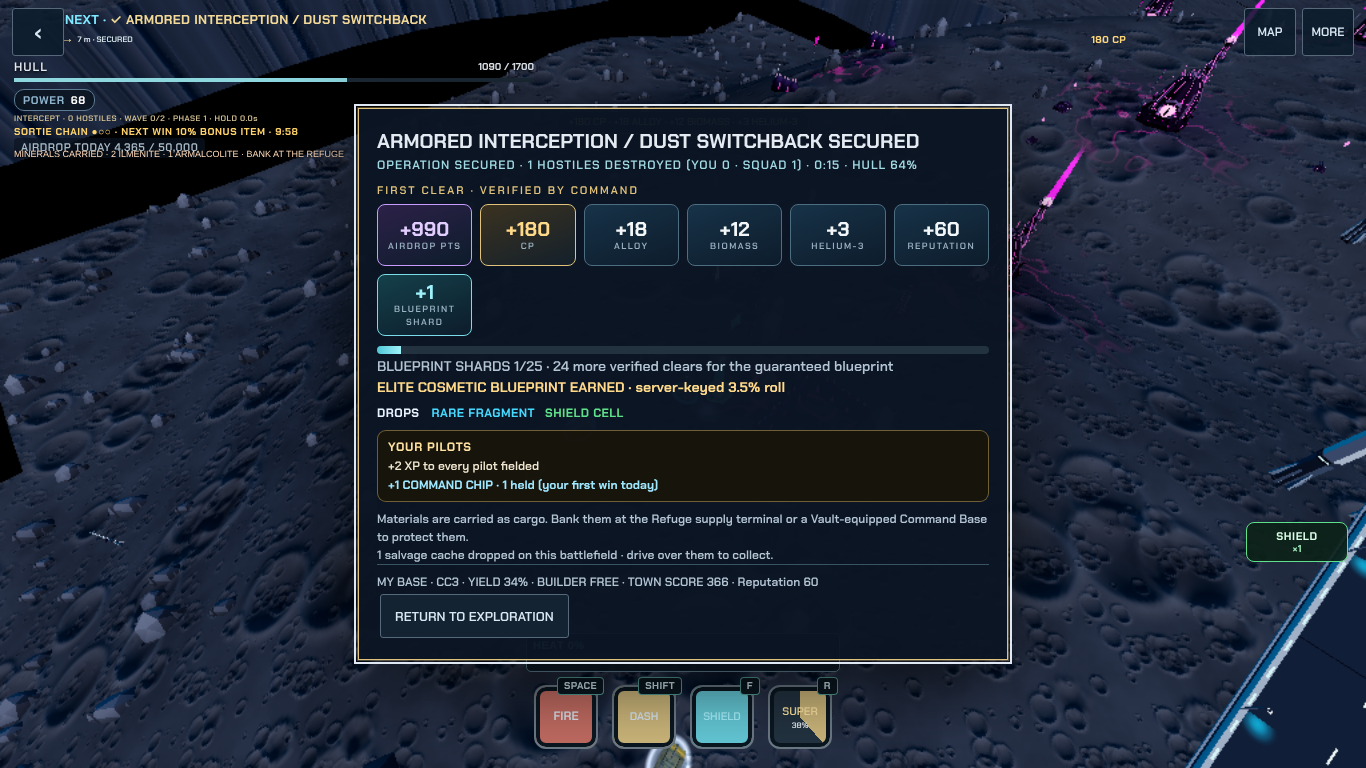 ‹
NEXT · ✓ ARMORED INTERCEPTION / DUST SWITCHBACK
→ 7 m · SECURED
180 CP
MAP
MORE
HULL
1090 / 1700
POWER 68
INTERCEPT · 0 HOSTILES · WAVE 0/2 · PHASE 1 · HOLD 0.0s
SORTIE CHAIN ●○○ · NEXT WIN 10% BONUS ITEM · 9:58
AIRDROP TODAY 4,365 / 50,000
MINERALS CARRIED · 2 ILMENITE · 1 ARMALCOLITE · BANK AT THE REFUGE
ARMORED INTERCEPTION / DUST SWITCHBACK SECURED
OPERATION SECURED · 1 HOSTILES DESTROYED (YOU 0 · SQUAD 1) · 0:15 · HULL 64%
FIRST CLEAR · VERIFIED BY COMMAND
+990
AIRDROP PTS
+180
CP
+18
ALLOY
+12
BIOMASS
+3
HELIUM-3
+60
REPUTATION
+1
BLUEPRINT
SHARD
BLUEPRINT SHARDS 1/25 · 24 more verified clears for the guaranteed blueprint
ELITE COSMETIC BLUEPRINT EARNED · server-keyed 3.5% roll
DROPS RARE FRAGMENT SHIELD CELL
YOUR PILOTS
+2 XP to every pilot fielded
+1 COMMAND CHIP · 1 held (your first win today)
Materials are carried as cargo. Bank them at the Refuge supply terminal or a Vault-equipped Command Base
to protect them.
1 salvage cache dropped on this battlefield · drive over them to collect.
MY BASE · CC3 · YIELD 34% · BUILDER FREE · TOWN SCORE 366 · Reputation 60
RETURN TO EXPLORATION
SHIELD
×1
SPACE
FIRE
SHIFT
DASH
F
SHIELD
R
SUPER
38%